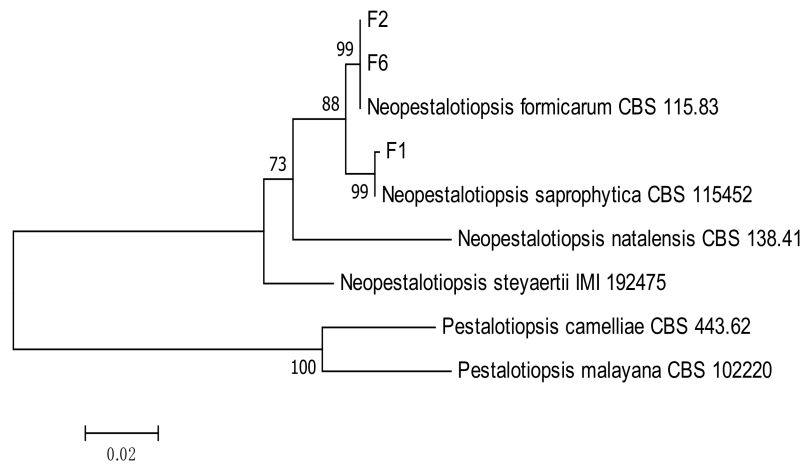 F2
99
F6
88
Neopestalotiopsis formicarum CBS 115.83
F1
73
99
Neopestalotiopsis saprophytica CBS 115452
Neopestalotiopsis natalensis CBS 138.41
Neopestalotiopsis steyaertii IMI 192475
Pestalotiopsis camelliae CBS 443.62
100
Pestalotiopsis malayana CBS 102220
0.02